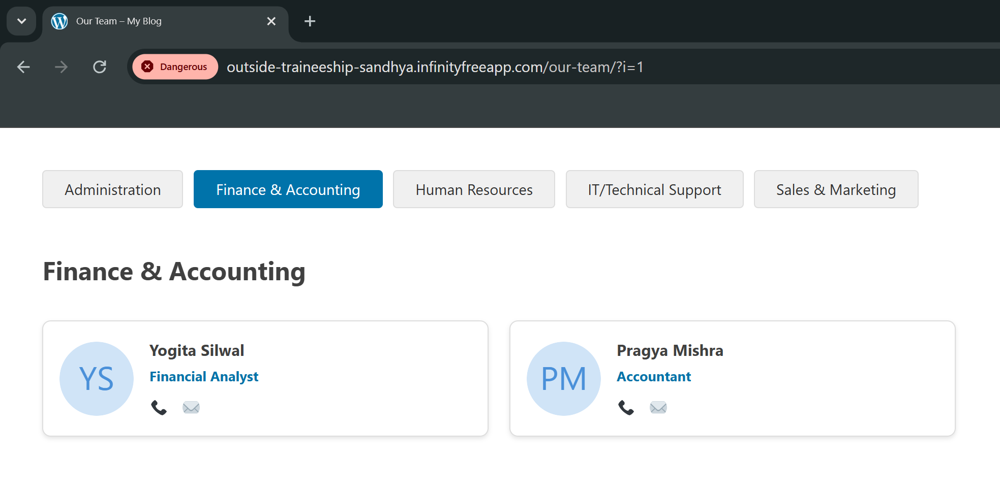 Our Team – My Blog
Dangerous outside-traineeship-sandhya.infinityfreeapp.com/our-team/?i=1
Administration Finance & Accounting Human Resources IT/Technical Support Sales & Marketing
Finance & Accounting
YS
Yogita Silwal
Financial Analyst
PM
Pragya Mishra
Accountant